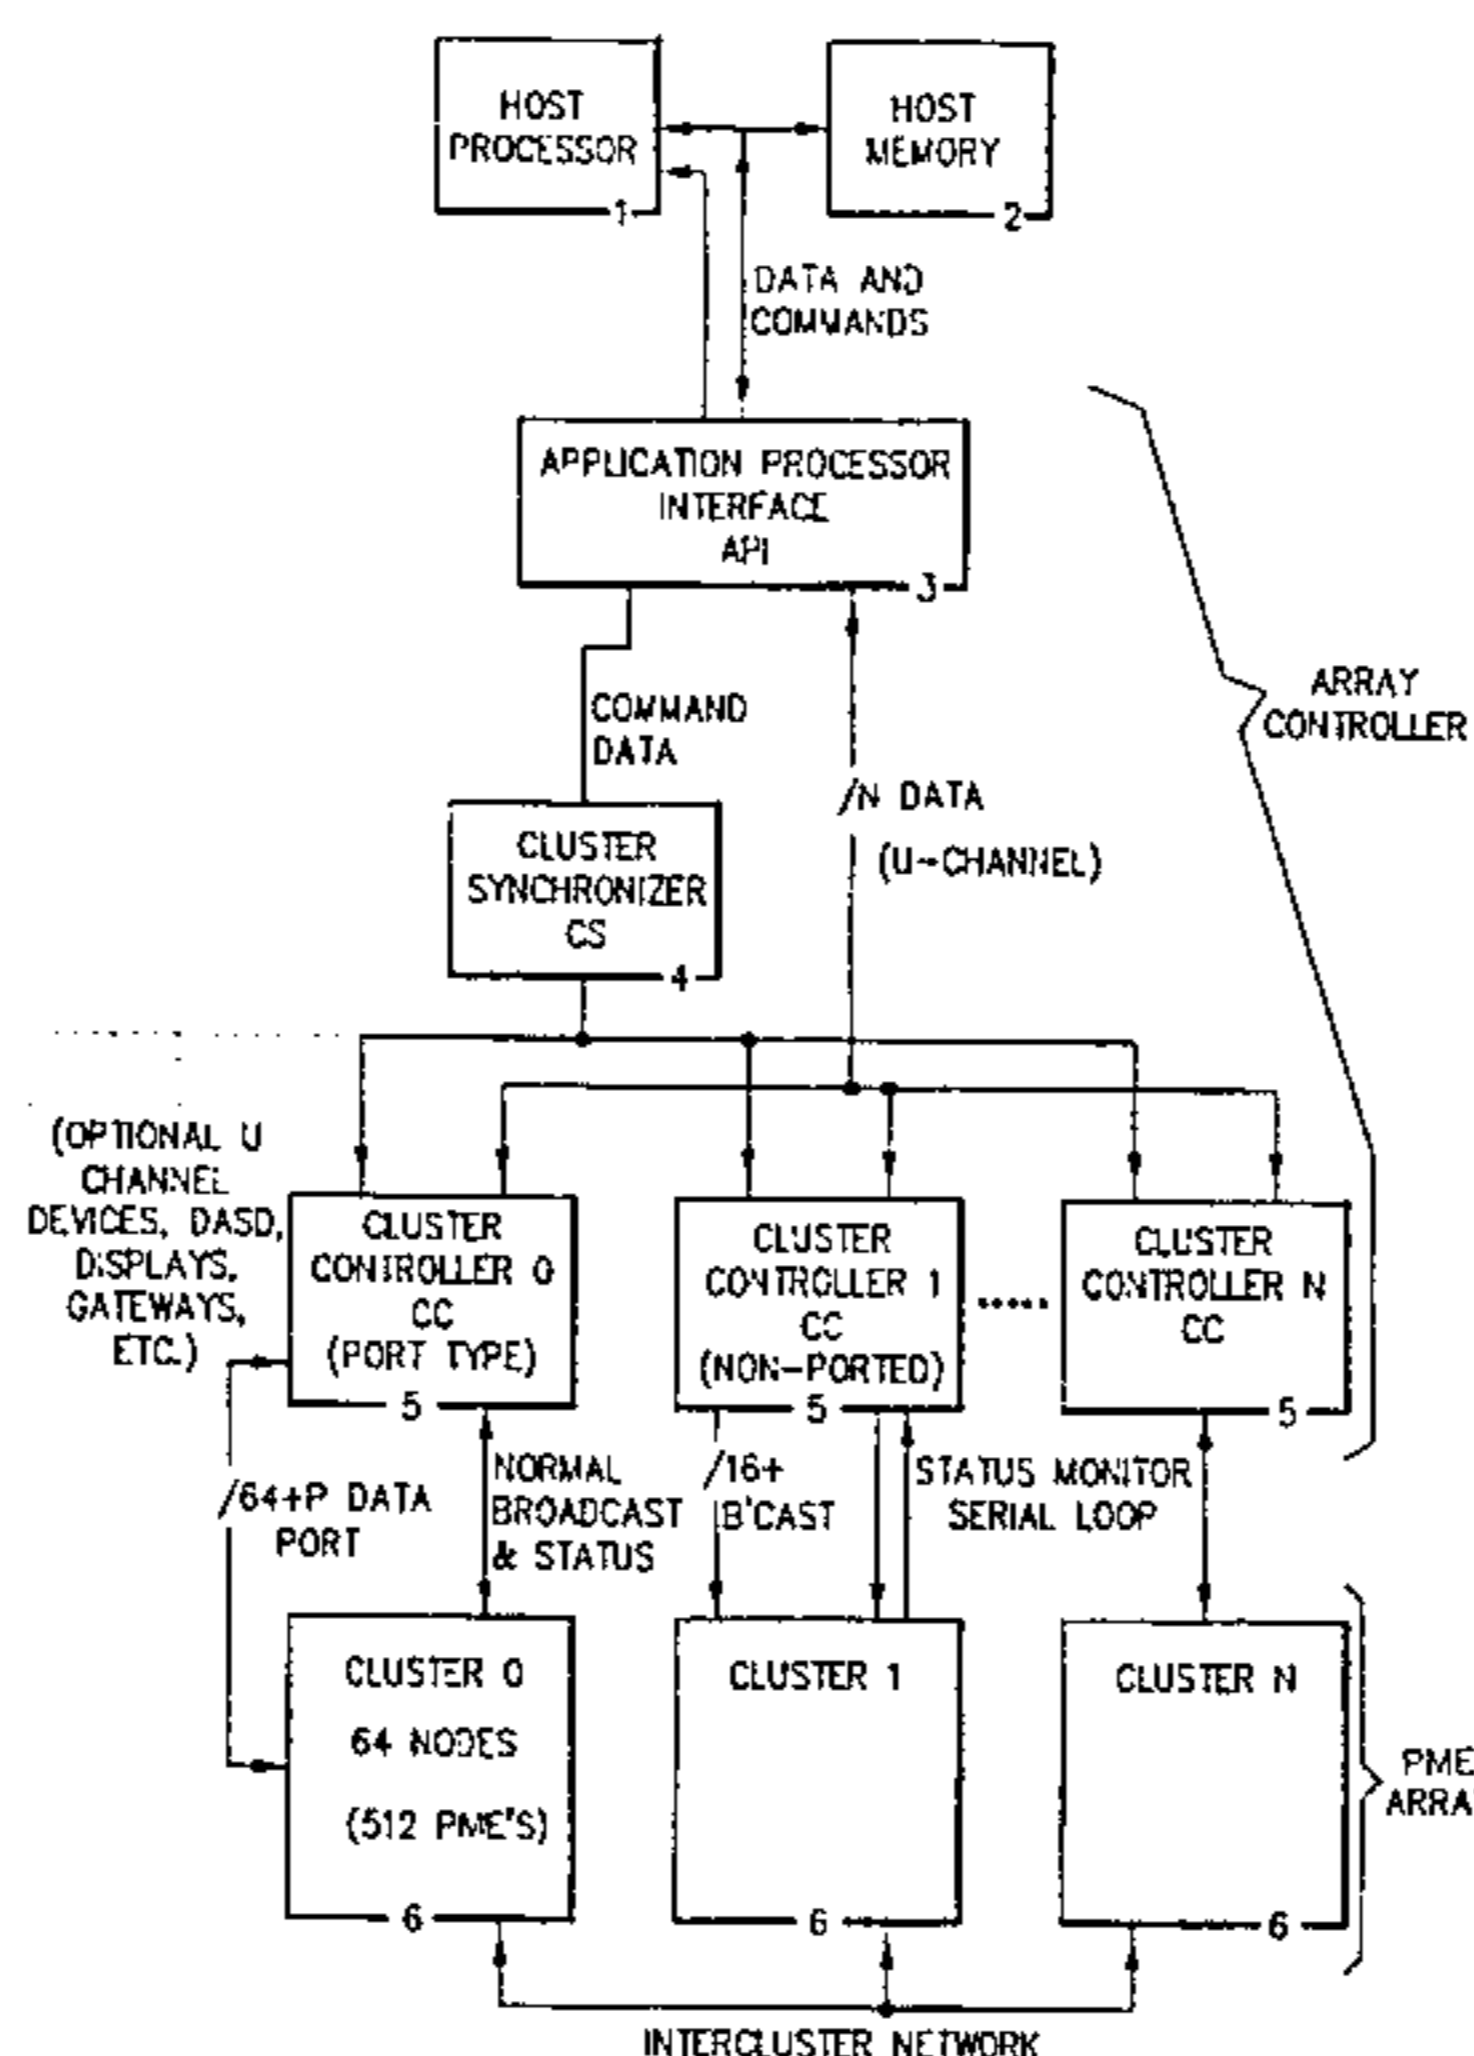 HOST
PROCESSOR
1
HOST
MEMORY
2
DATA AND
COMMANDS
APPLICATION PROCESSOR
INTERFACE
API
3
ARRAY
CONTROLLER
COMMAND
DATA
/N DATA
(U-CHANNEL)
CLUSTER
SYNCHRONIZER
CS
4
(OPTIONAL U
CHANNEL
DEVICES, DASD,
DISPLAYS,
GATEWAYS,
ETC.)
CLUSTER
CONTROLLER 0
CC
(PORT TYPE)
5
CLUSTER
CONTROLLER 1
CC
(NON-PORTED)
5
.....
CLUSTER
CONTROLLER N
CC
5
/64+P DATA
PORT
NORMAL
BROADCAST
& STATUS
/16+
B'CAST
STATUS MONITOR
SERIAL LOOP
CLUSTER 0
64 NODES
(512 PME'S)
6
CLUSTER 1
6
CLUSTER N
6
PME
ARRA
INTERCLUSTER NETWORK